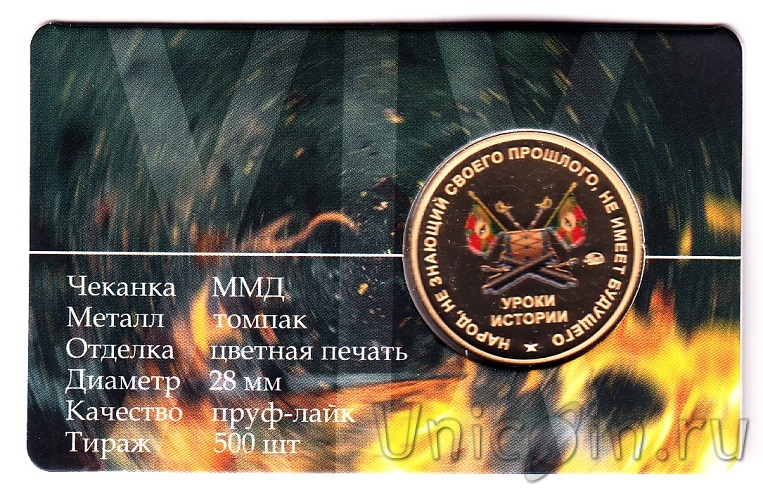 НАРОД, НЕ ЗНАЮЩИЙ СВОЕГО ПРОШЛОГО, НЕ ИМЕЕТ БУДУЩЕГО
УРОКИ
ИСТОРИИ
Чеканка ММД
Металл томпак
Отделка цветная печать
Диаметр 28 мм
Качество пруф-лайк
Тираж 500 шт
UnicCoin.ru